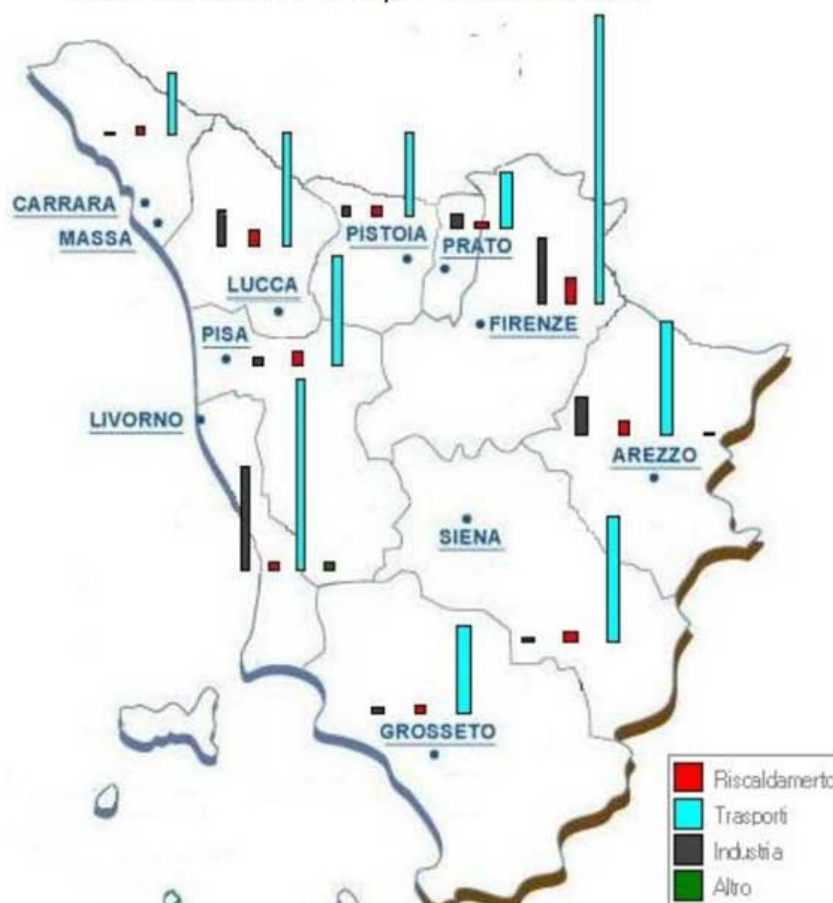 CARRARA
MASSA
PISTOIA
PRATO
LUCCA
FIRENZE
PISA
LIVORNO
AREZZO
SIENA
GROSSETO
Riscaldamento
Trasporti
Industria
Altro